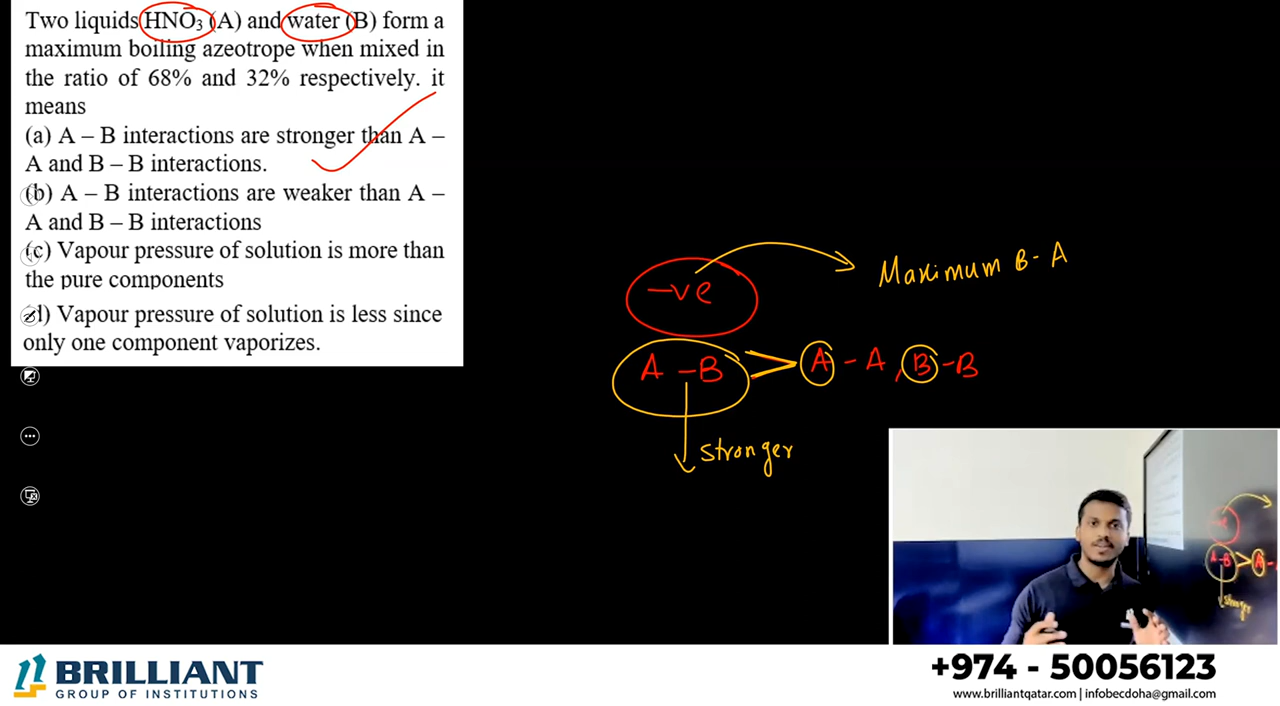 Two liquids HNO₃ (A) and water (B) form a
maximum boiling azeotrope when mixed in
the ratio of 68% and 32% respectively. it
means
(a) A – B interactions are stronger than A –
A and B – B interactions.
(b) A – B interactions are weaker than A –
A and B – B interactions
(c) Vapour pressure of solution is more than
the pure components
(d) Vapour pressure of solution is less since
only one component vaporizes.
-ve
Maximum B - A
A - B > A - A , B - B
stronger
-ve
A - B > A -
stronger
BRILLIANT
GROUP OF INSTITUTIONS
+974 - 50056123
www.brilliantqatar.com | infobecdoha@gmail.com